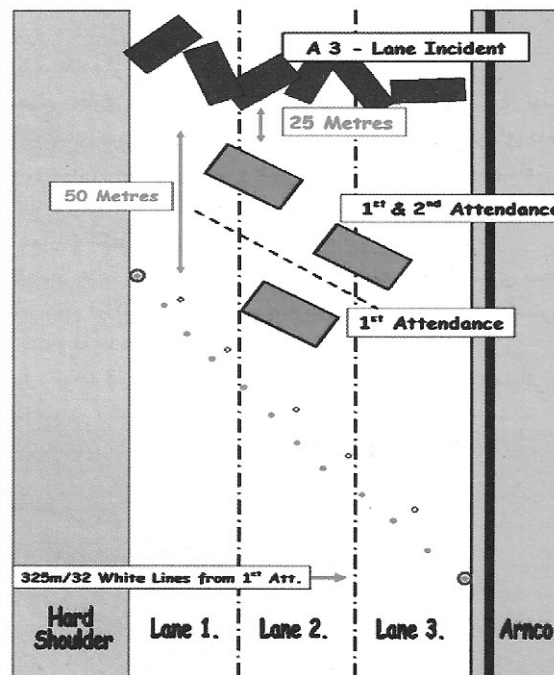 A 3 - Lane Incident
25 Metres
50 Metres
1st & 2nd Attendance
1st Attendance
325m/32 White Lines from 1st Att.
Hard
Shoulder
Lane 1.
Lane 2.
Lane 3.
Arnco